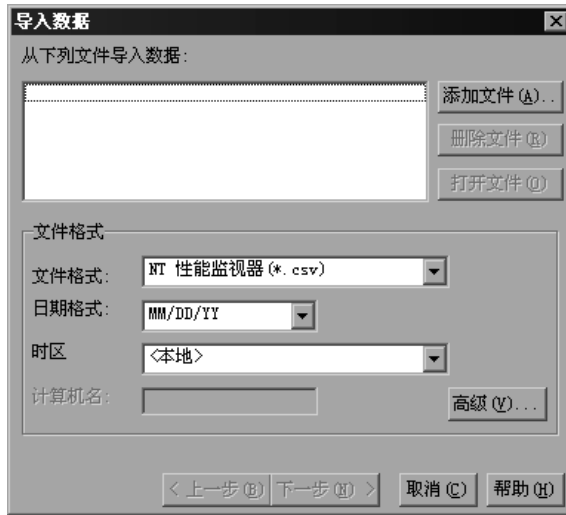 导入数据
从下列文件导入数据:
添加文件(A)..
删除文件(R)
打开文件(O)
文件格式
文件格式: NT 性能监视器(*.csv)
日期格式: MM/DD/YY
时区 <本地>
计算机名:
高级(V)...
< 上一步(B) 下一步(N) > 取消(C) 帮助(H)